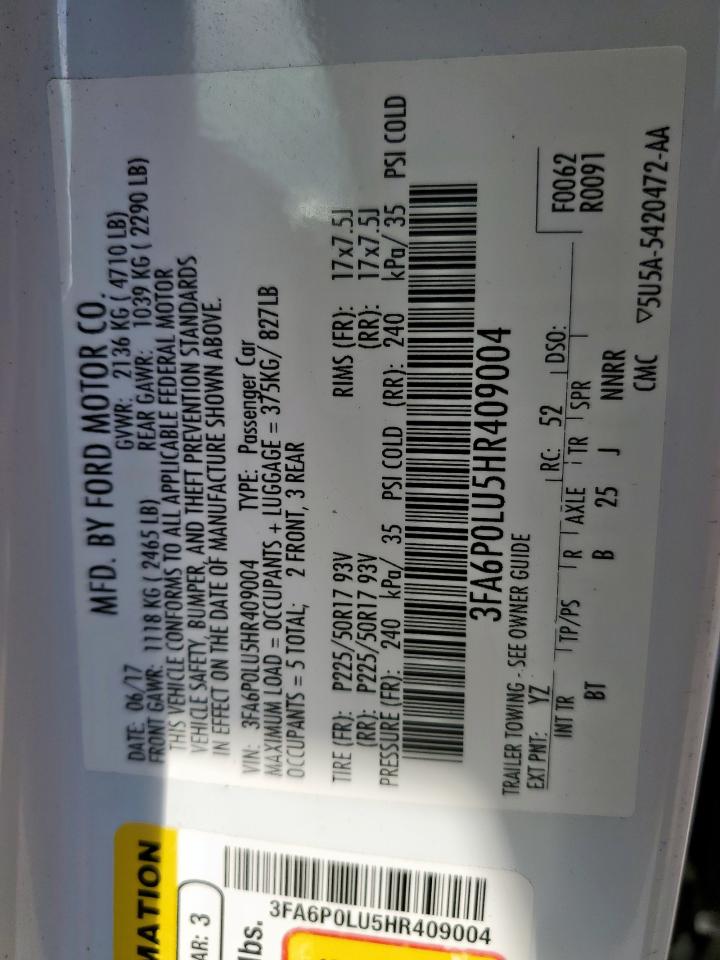 MFD. BY FORD MOTOR CO.
DATE: 06/17 GVWR: 2136 KG ( 4710 LB)
FRONT GAWR: 1118 KG ( 2465 LB) REAR GAWR: 1039 KG ( 2290 LB)
THIS VEHICLE CONFORMS TO ALL APPLICABLE FEDERAL MOTOR
VEHICLE SAFETY, BUMPER, AND THEFT PREVENTION STANDARDS
IN EFFECT ON THE DATE OF MANUFACTURE SHOWN ABOVE.
VIN: 3FA6P0LU5HR409004 TYPE: Passenger Car
MAXIMUM LOAD = OCCUPANTS + LUGGAGE = 375KG/ 827LB
OCCUPANTS = 5 TOTAL; 2 FRONT, 3 REAR
TIRE (FR): P225/50R17 93V RIMS (FR): 17x7.5J
(RR): P225/50R17 93V (RR): 17x7.5J
PRESSURE (FR): 240 kPa/ 35 PSI COLD (RR): 240 kPa/ 35 PSI COLD
3FA6P0LU5HR409004
TRAILER TOWING - SEE OWNER GUIDE
EXT PNT: YZ RC: 52 DSO:
F0062
R0091
INT TR TP/PS R AXLE TR SPR
BT B 25 J NNRR
CMC ▽5U5A-5420472-AA
MATION
AR: 3
lbs.
3FA6P0LU5HR409004